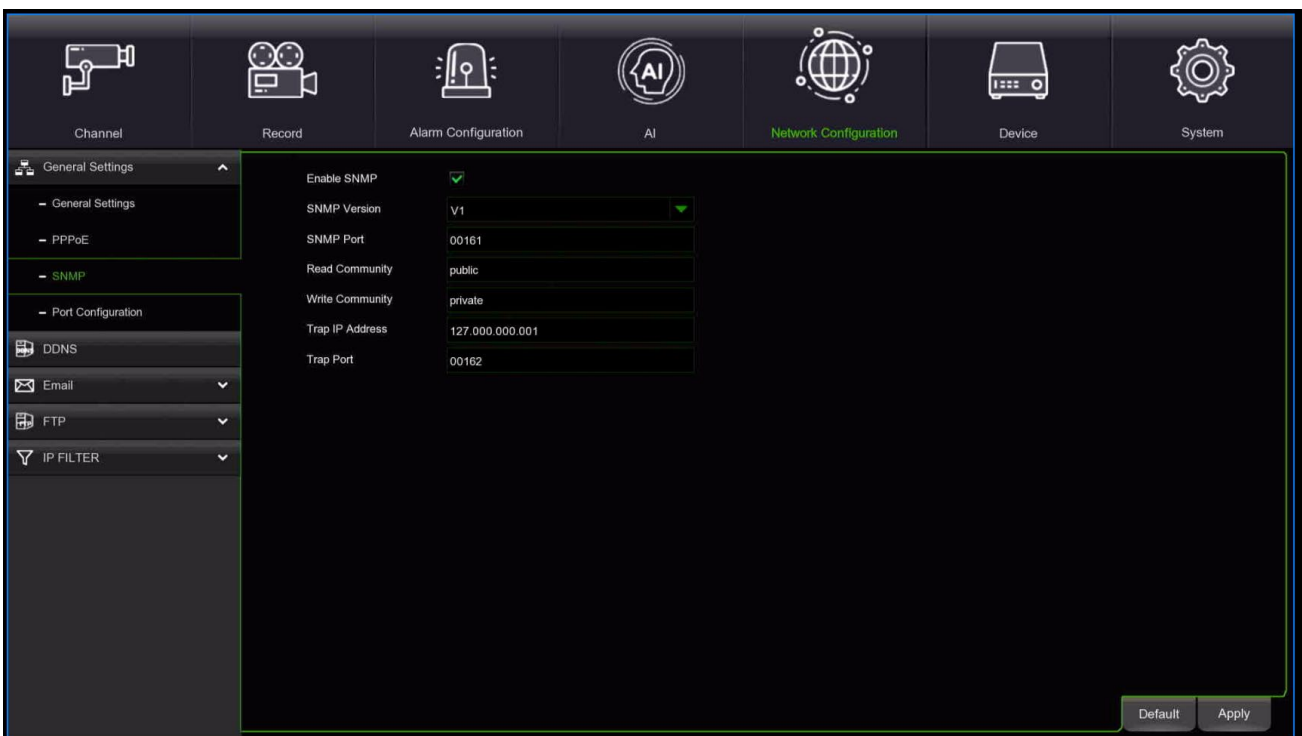 AI
Channel
Record
Alarm Configuration
AI
Network Configuration
Device
System
General Settings
– General Settings
– PPPoE
– SNMP
– Port Configuration
DDNS
Email
FTP
IP FILTER
Enable SNMP
SNMP Version V1
SNMP Port 00161
Read Community public
Write Community private
Trap IP Address 127.000.000.001
Trap Port 00162
Default
Apply